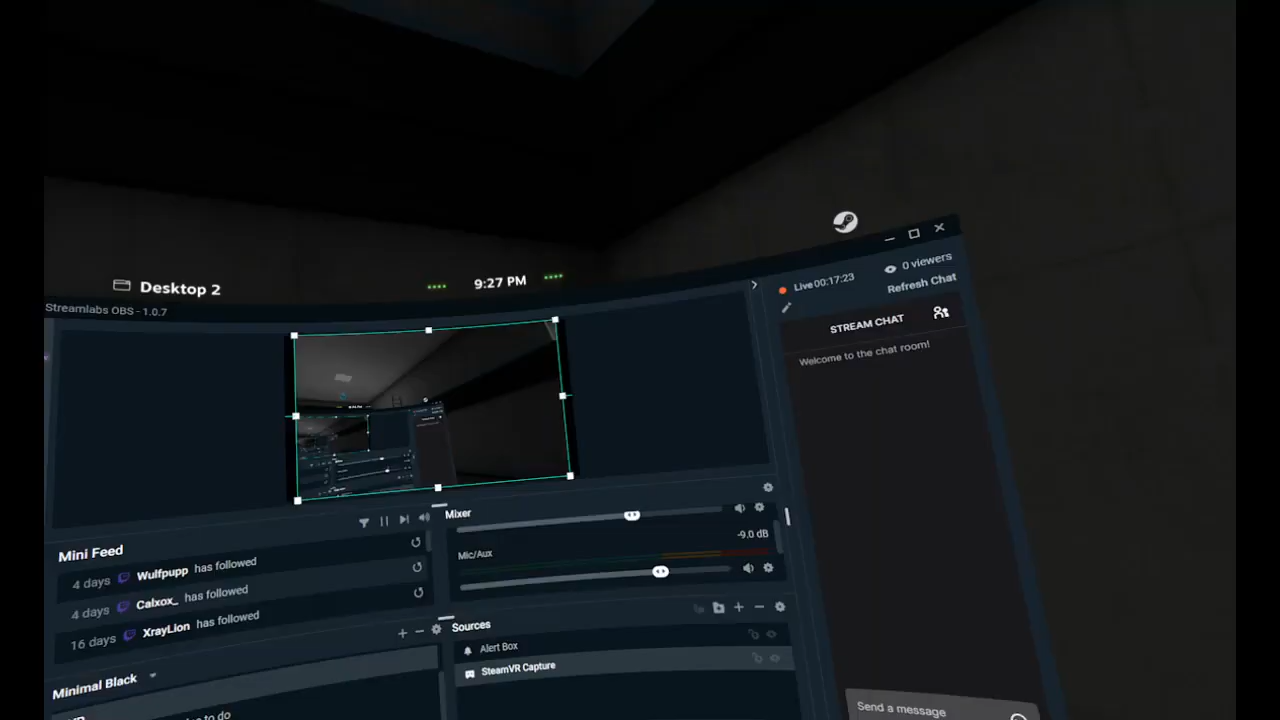 Desktop 2
9:27 PM
Streamlabs OBS - 1.0.7
Live 00:17:23
0 viewers
Refresh Chat
STREAM CHAT
Welcome to the chat room!
Mixer
-9.0 dB
Mic/Aux
Mini Feed
4 days Wulfpupp has followed
4 days Calxox_ has followed
16 days XrayLion has followed
Minimal Black
to do
Sources
Alert Box
SteamVR Capture
Send a message